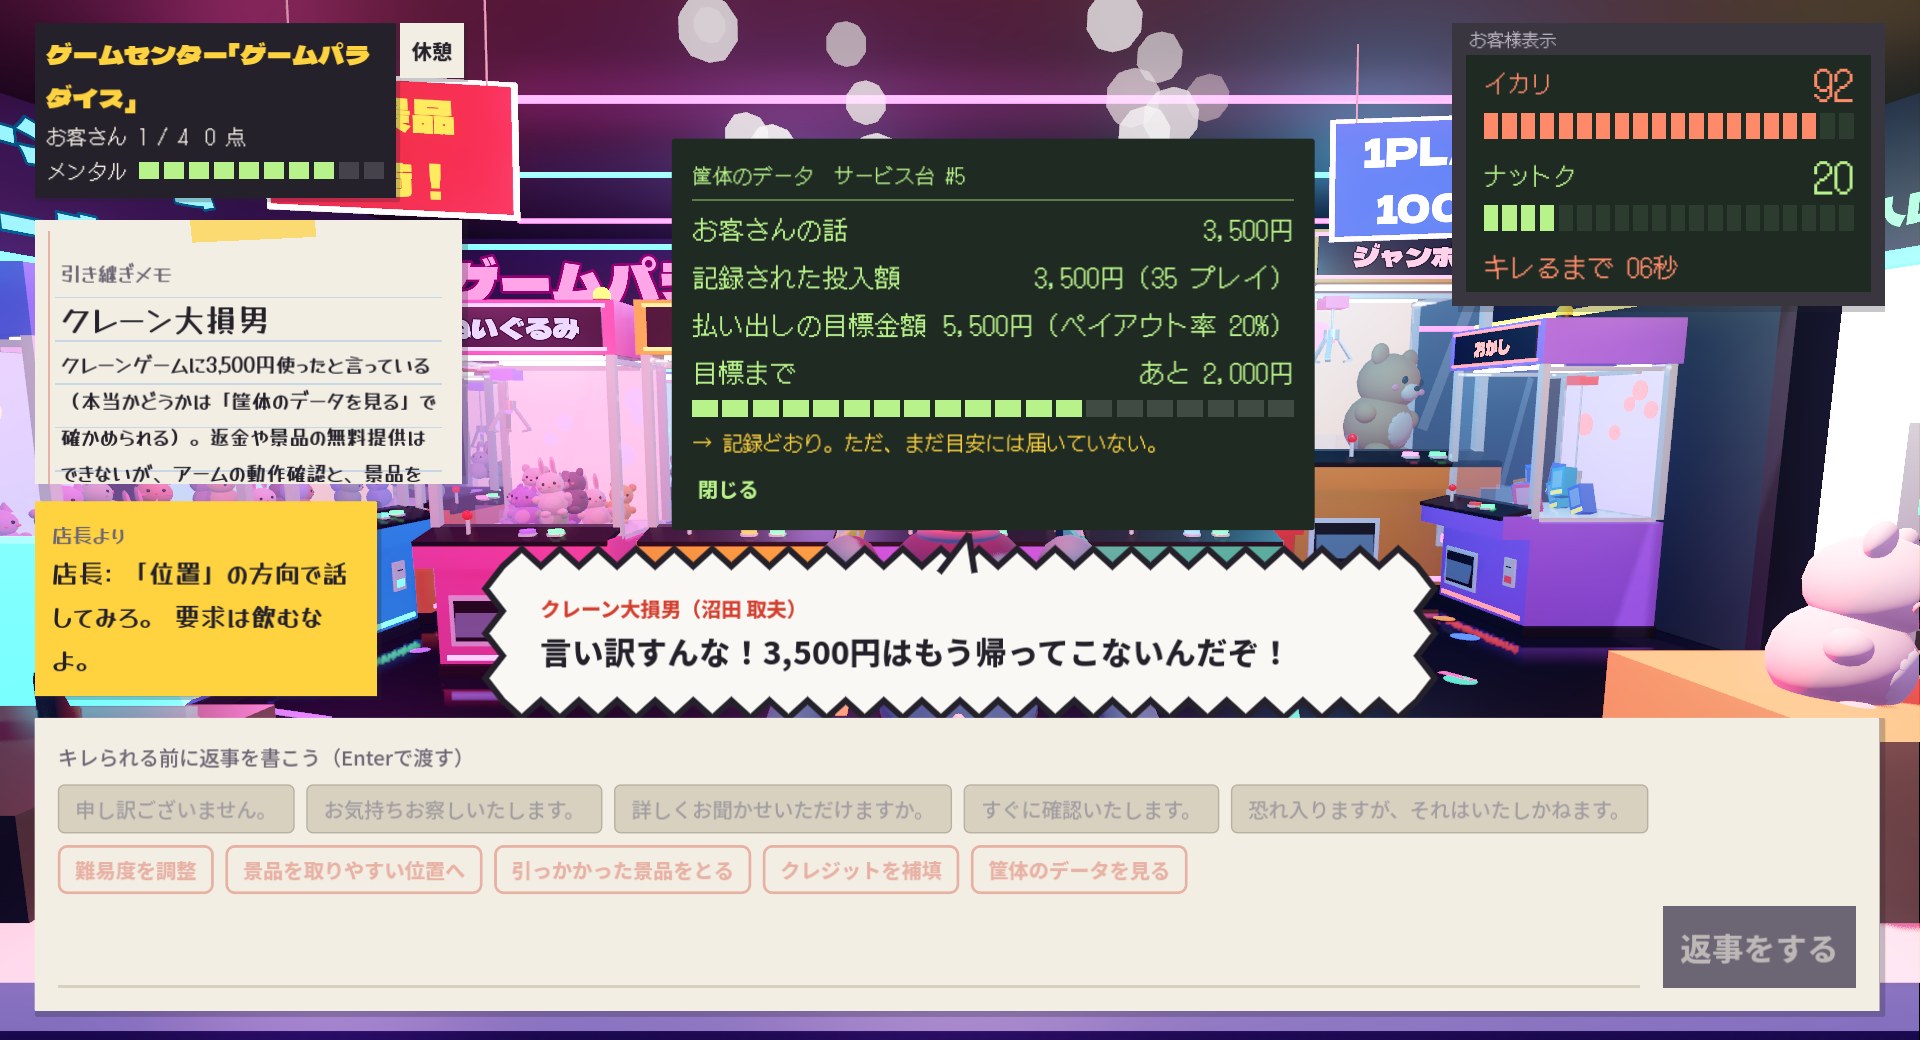 ゲームセンター「ゲームパラ
ダイス」
お客さん 1 / 4 0 点
メンタル
休憩
引き継ぎメモ
クレーン大損男
クレーンゲームに3,500円使ったと言っている
（本当かどうかは「筐体のデータを見る」で
確かめられる）。返金や景品の無料提供は
できないが、アームの動作確認と、景品を
店長より
店長: 「位置」の方向で話
してみろ。 要求は飲むな
よ。
景品
！
ゲームパラ
ぬいぐるみ
筐体のデータ サービス台 #5
お客さんの話 3,500円
記録された投入額 3,500円（35 プレイ）
払い出しの目標金額 5,500円（ペイアウト率 20%）
目標まで あと 2,000円
→ 記録どおり。ただ、まだ目安には届いていない。
閉じる
1PL
100
ジャンボ
おかし
お客様表示
イカリ 92
ナットク 20
キレるまで 06秒
クレーン大損男（沼田 取夫）
言い訳すんな！3,500円はもう帰ってこないんだぞ！
キレられる前に返事を書こう（Enterで渡す）
申し訳ございません。 お気持ちお察しいたします。 詳しくお聞かせいただけますか。 すぐに確認いたします。 恐れ入りますが、それはいたしかねます。
難易度を調整 景品を取りやすい位置へ 引っかかった景品をとる クレジットを補填 筐体のデータを見る
返事をする